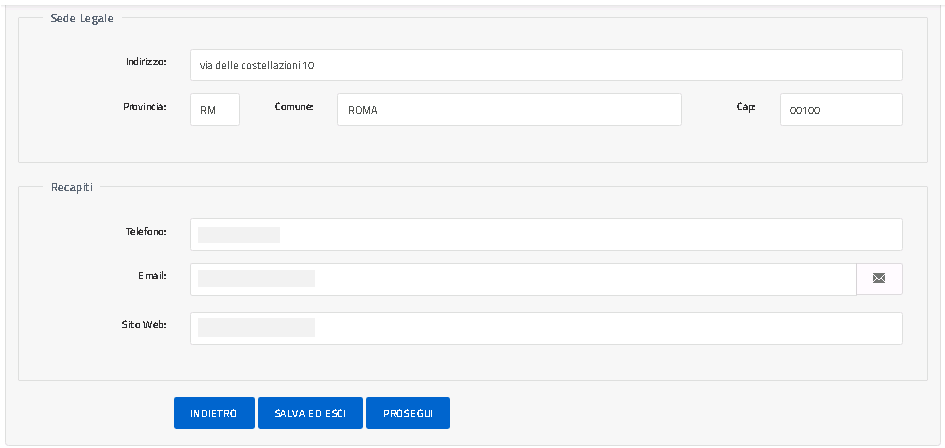 Sede Legale
Indirizzo: via delle costellazioni 10
Provincia: RM Comune: ROMA Cap: 00100
Recapiti
Telefono:
Email:
Sito Web:
INDIETRO SALVA ED ESCI PROSEGUI